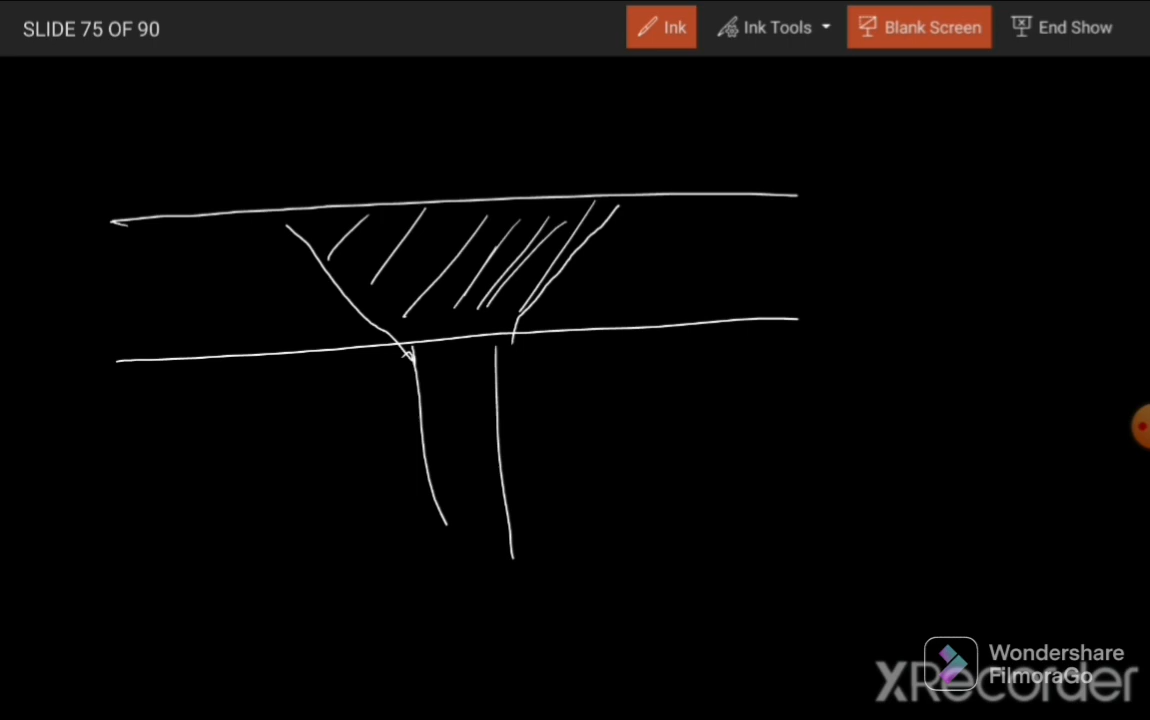 SLIDE 75 OF 90
Ink
Ink Tools
Blank Screen
End Show
Wondershare
FilmoraGo
XRecorder